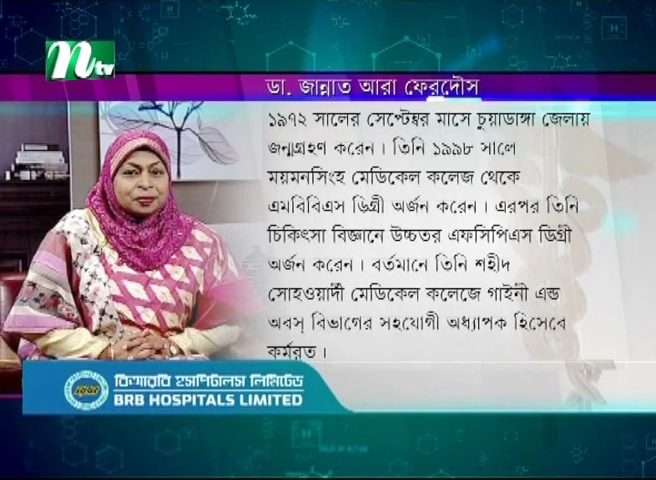 ntv
ডা. জান্নাত আরা ফেরদৌস
১৯৭২ সালের সেপ্টেম্বর মাসে চুয়াডাঙ্গা জেলায়
জন্মগ্রহণ করেন। তিনি ১৯৯৮ সালে
ময়মনসিংহ মেডিকেল কলেজ থেকে
এমবিবিএস ডিগ্রী অর্জন করেন। এরপর তিনি
চিকিৎসা বিজ্ঞানে উচ্চতর এফসিপিএস ডিগ্রী
অর্জন করেন। বর্তমানে তিনি শহীদ
সোহওয়ার্দী মেডিকেল কলেজে গাইনী এন্ড
অবস্ বিভাগের সহযোগী অধ্যাপক হিসেবে
কর্মরত।
বিআরবি হসপিটালস লিমিটেড
BRB HOSPITALS LIMITED